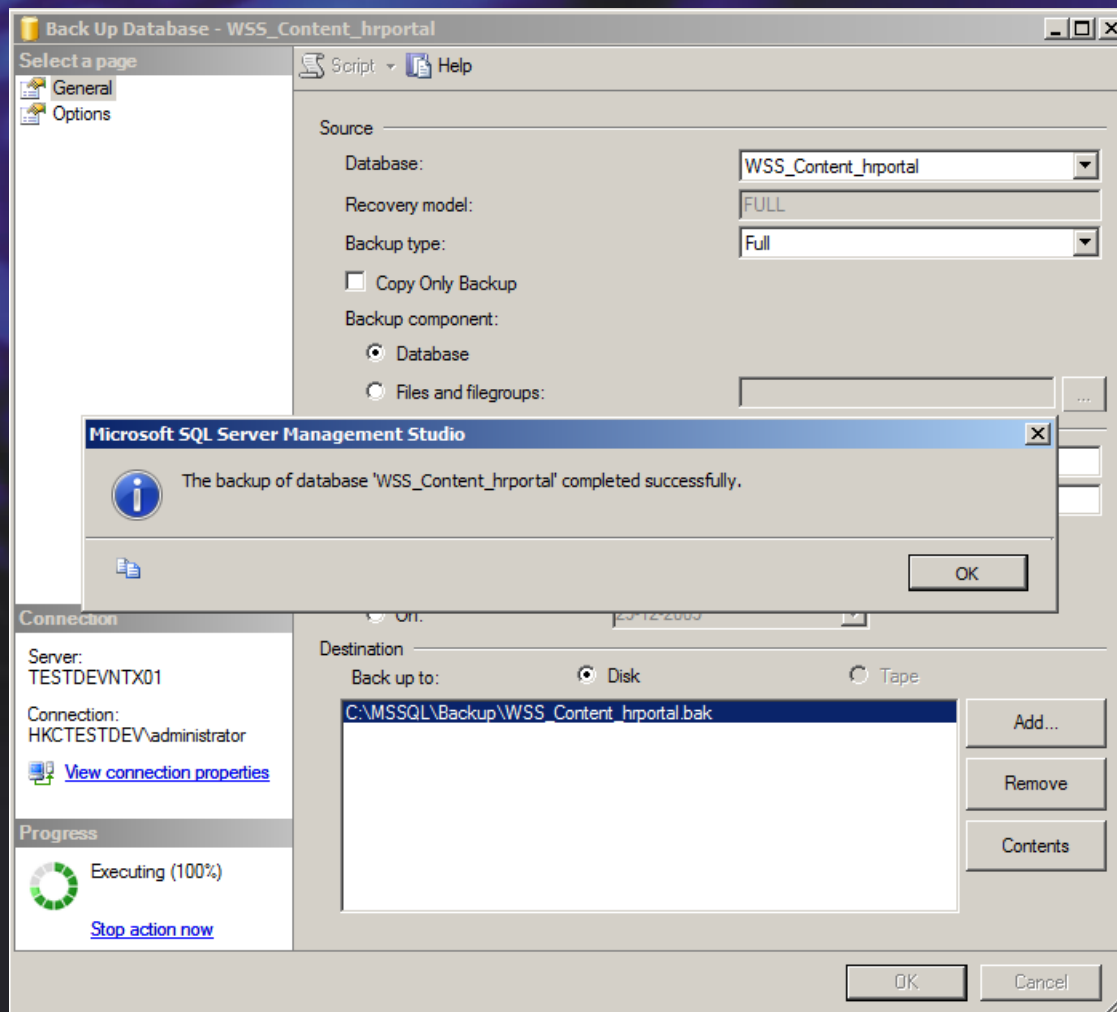 Back Up Database - WSS_Content_hrportal
Select a page
General
Options
Script
Help
Source
Database:
WSS_Content_hrportal
Recovery model:
FULL
Backup type:
Full
Copy Only Backup
Backup component:
Database
Files and filegroups:
...
Microsoft SQL Server Management Studio
The backup of database 'WSS_Content_hrportal' completed successfully.
OK
On:
Connection
Server:
TESTDEVNTX01
Connection:
HKCTESTDEV\administrator
View connection properties
Progress
Executing (100%)
Stop action now
Destination
Back up to:
Disk
Tape
C:\MSSQL\Backup\WSS_Content_hrportal.bak
Add...
Remove
Contents
OK
Cancel